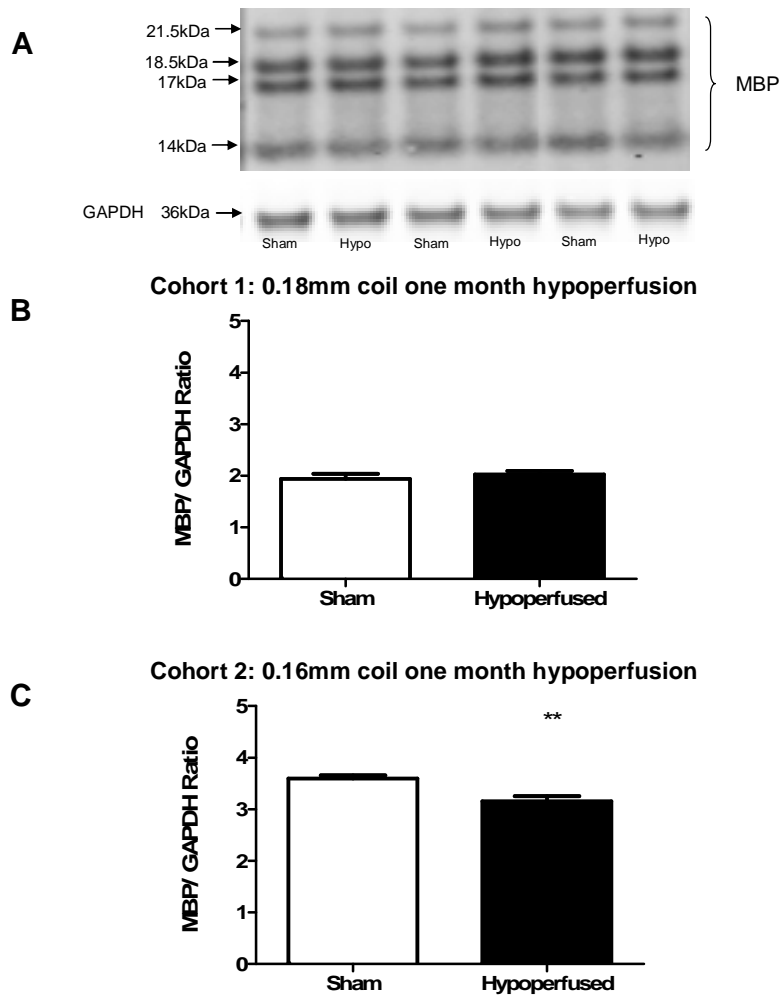 A
21.5kDa
18.5kDa
17kDa
14kDa
MBP
GAPDH 36kDa
Sham Hypo Sham Hypo Sham Hypo
B
Cohort 1: 0.18mm coil one month hypoperfusion
MBP/ GAPDH Ratio
5
4
3
2
1
0
Sham Hypoperfused
C
Cohort 2: 0.16mm coil one month hypoperfusion
MBP/ GAPDH Ratio
5
4
3
2
1
0
**
Sham Hypoperfused